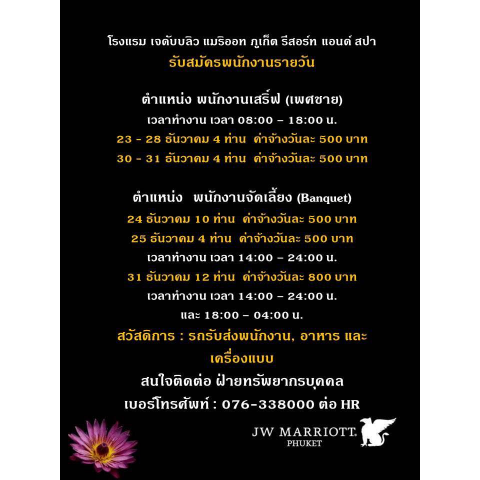 โรงแรม เจดับบลิว แมริออท ภูเก็ต รีสอร์ท แอนด์ สปา
รับสมัครพนักงานรายวัน
ตำแหน่ง พนักงานเสริ์ฟ (เพศชาย)
เวลาทำงาน เวลา 08:00 – 18:00 น.
23 - 28 ธันวาคม 4 ท่าน ค่าจ้างวันละ 500 บาท
30 - 31 ธันวาคม 4 ท่าน ค่าจ้างวันละ 500 บาท
ตำแหน่ง พนักงานจัดเลี้ยง (Banquet)
24 ธันวาคม 10 ท่าน ค่าจ้างวันละ 500 บาท
25 ธันวาคม 4 ท่าน ค่าจ้างวันละ 500 บาท
เวลาทำงาน เวลา 14:00 – 24:00 น.
31 ธันวาคม 12 ท่าน ค่าจ้างวันละ 800 บาท
เวลาทำงาน เวลา 14:00 – 24:00 น.
และ 18:00 – 04:00 น.
สวัสดิการ : รถรับส่งพนักงาน, อาหาร และ
เครื่องแบบ
สนใจติดต่อ ฝ่ายทรัพยากรบุคคล
เบอร์โทรศัพท์ : 076-338000 ต่อ HR
JW MARRIOTT.
PHUKET